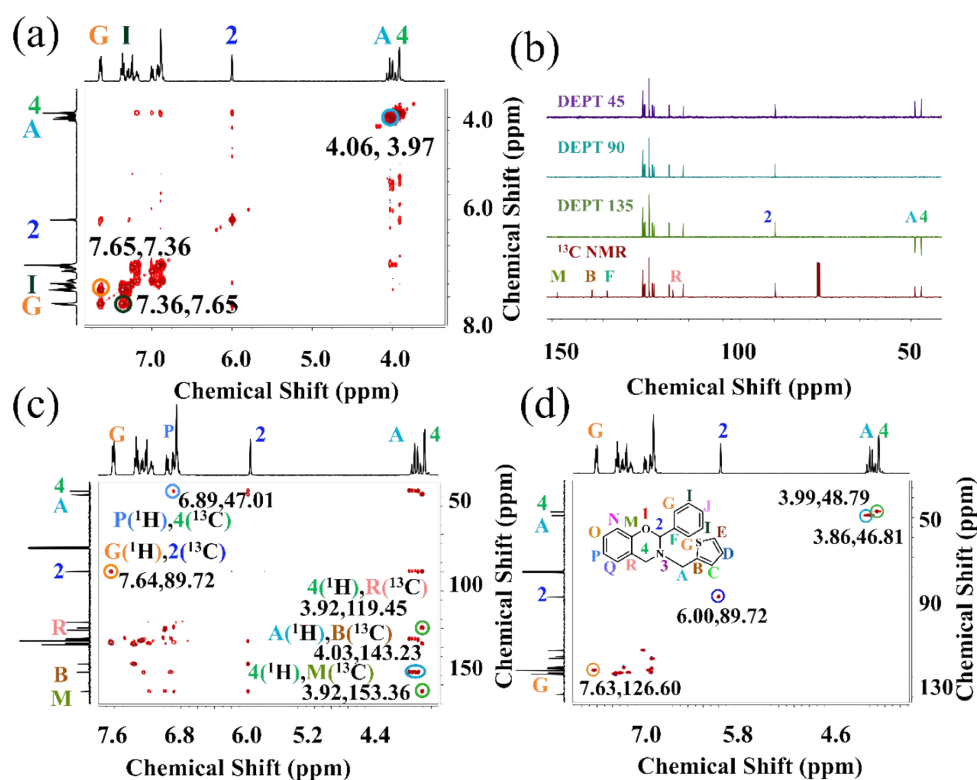 (a)
G I 2 A 4
4
A
2
I
G
4.06, 3.97
7.65,7.36
7.36,7.65
4.0
6.0
8.0
7.0 6.0 5.0 4.0
Chemical Shift (ppm)
Chemical Shift (ppm)
(b)
DEPT 45
DEPT 90
DEPT 135
2 A 4
¹³C NMR
M B F R
150 100 50
Chemical Shift (ppm)
(c)
G P 2 A 4
4
A
2
R
B
M
6.89,47.01
P(¹H),4(¹³C)
G(¹H),2(¹³C)
7.64,89.72
4(¹H),R(¹³C)
3.92,119.45
A(¹H),B(¹³C)
4.03,143.23
4(¹H),M(¹³C)
3.92,153.36
50
100
150
7.6 6.8 6.0 5.2 4.4
Chemical Shift (ppm)
Chemical Shift (ppm)
(d)
G 2 A 4
4
A
2
G
3.99,48.79
3.86,46.81
6.00,89.72
7.63,126.60
I
G J
N M 1 2 I
O O F S E
P 4 G D
Q R N B C
3 A
50
90
130
7.0 5.8 4.6
Chemical Shift (ppm)
Chemical Shift (ppm)